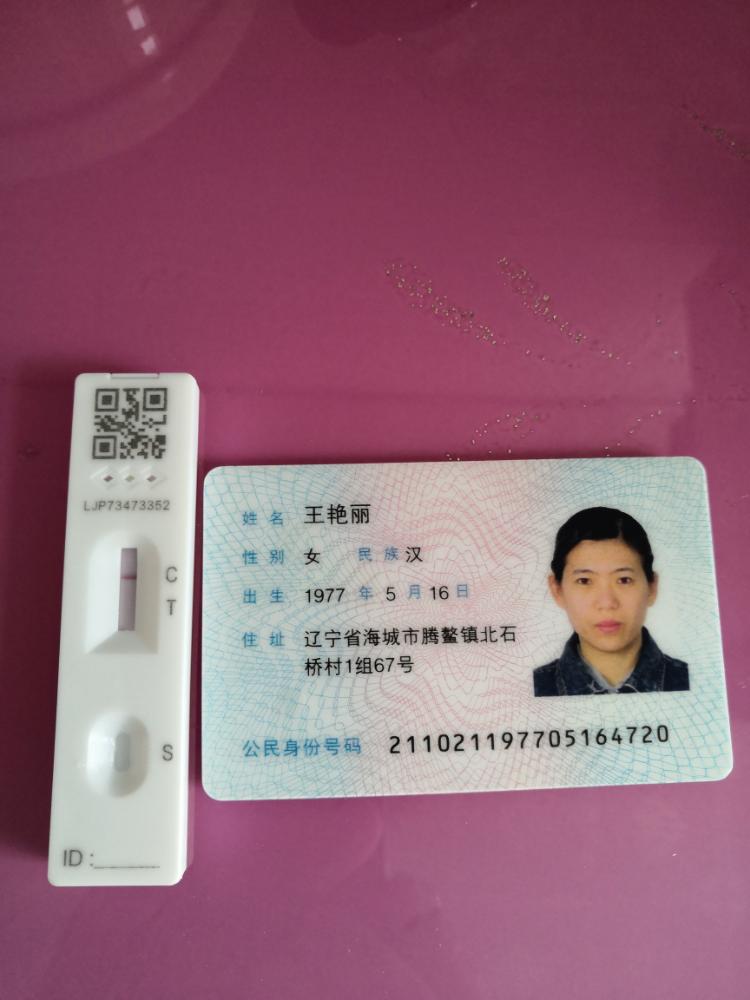 LJP73473352
C
T
S
ID:_______
姓名 王艳丽
性别 女 民族 汉
出生 1977 年 5 月 16 日
住址 辽宁省海城市腾鳌镇北石
桥村1组67号
公民身份号码 211021197705164720